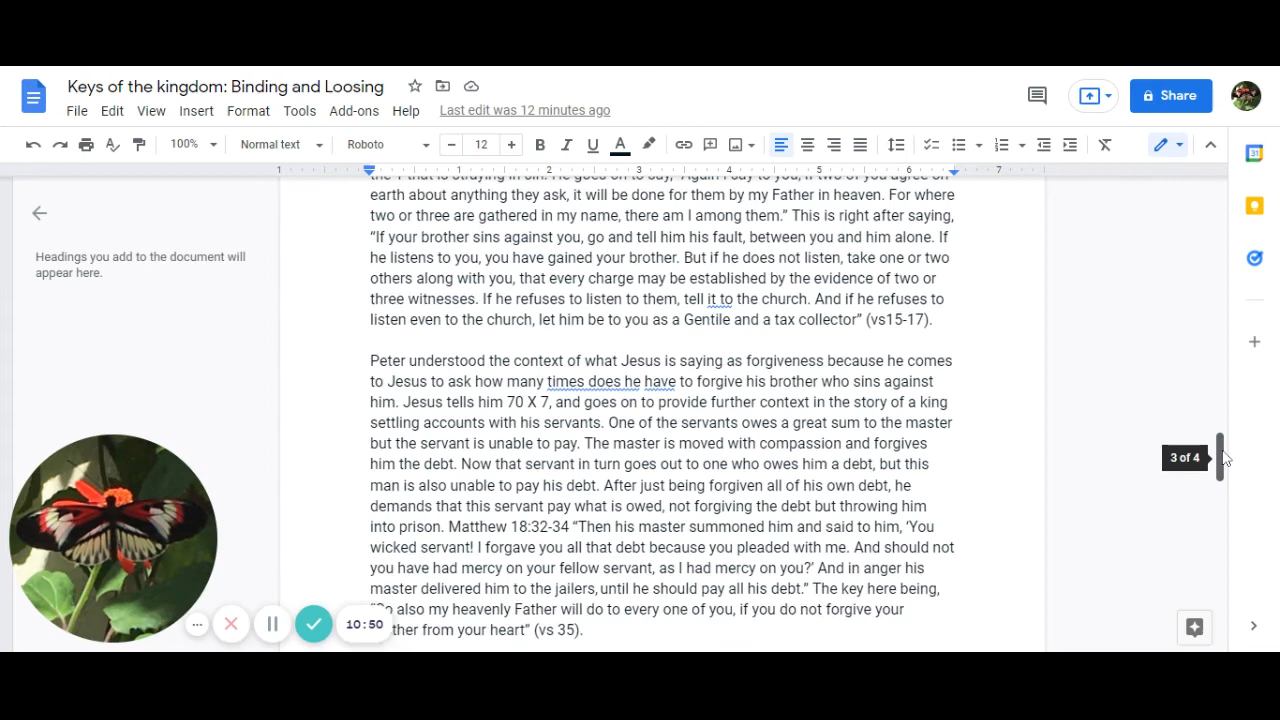 Keys of the kingdom: Binding and Loosing
File Edit View Insert Format Tools Add-ons Help Last edit was 12 minutes ago
Share
100% Normal text Roboto 12
1 1 2 3 4 5 6 7
31
Headings you add to the document will
appear here.
earth about anything they ask, it will be done for them by my Father in heaven. For where
two or three are gathered in my name, there am I among them.” This is right after saying,
“If your brother sins against you, go and tell him his fault, between you and him alone. If
he listens to you, you have gained your brother. But if he does not listen, take one or two
others along with you, that every charge may be established by the evidence of two or
three witnesses. If he refuses to listen to them, tell it to the church. And if he refuses to
listen even to the church, let him be to you as a Gentile and a tax collector” (vs15-17).
Peter understood the context of what Jesus is saying as forgiveness because he comes
to Jesus to ask how many times does he have to forgive his brother who sins against
him. Jesus tells him 70 X 7, and goes on to provide further context in the story of a king
settling accounts with his servants. One of the servants owes a great sum to the master
but the servant is unable to pay. The master is moved with compassion and forgives
him the debt. Now that servant in turn goes out to one who owes him a debt, but this
man is also unable to pay his debt. After just being forgiven all of his own debt, he
demands that this servant pay what is owed, not forgiving the debt but throwing him
into prison. Matthew 18:32-34 “Then his master summoned him and said to him, ‘You
wicked servant! I forgave you all that debt because you pleaded with me. And should not
you have had mercy on your fellow servant, as I had mercy on you?’ And in anger his
master delivered him to the jailers, until he should pay all his debt.” The key here being,
also my heavenly Father will do to every one of you, if you do not forgive your
from your heart” (vs 35).
3 of 4
10:50